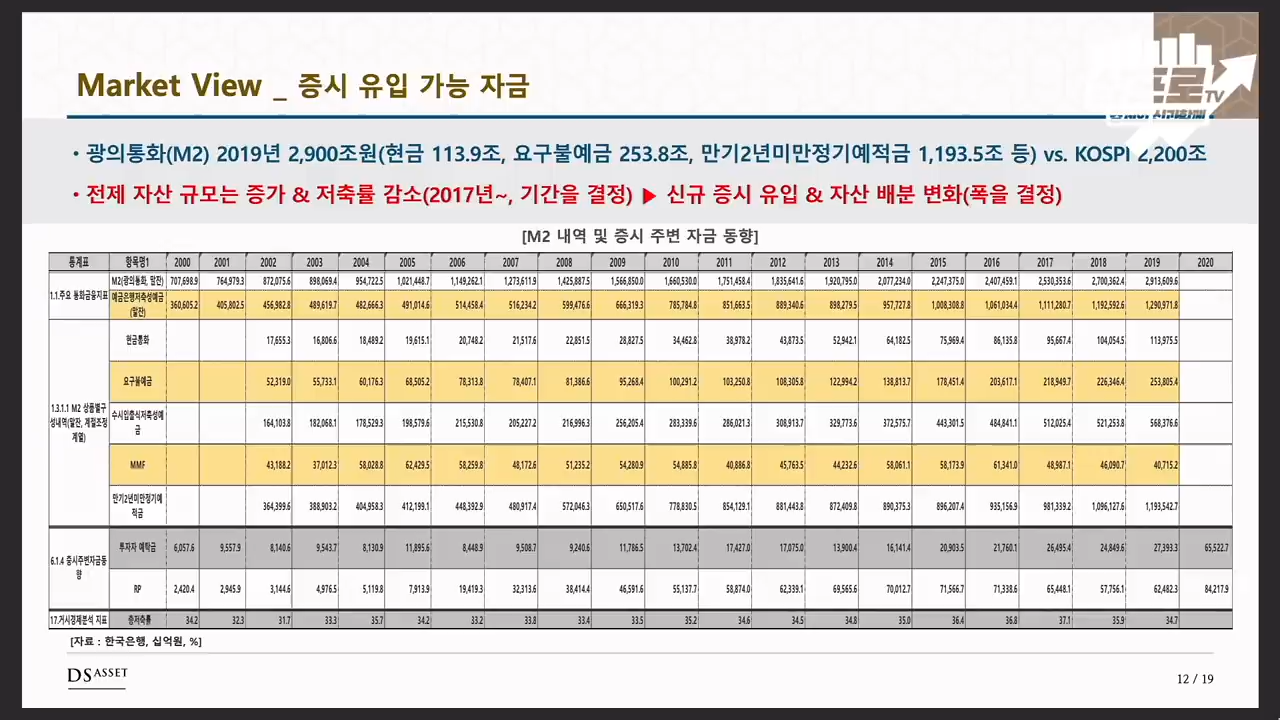 Market View _ 증시 유입 가능 자금
TV
• 광의통화(M2) 2019년 2,900조원(현금 113.9조, 요구불예금 253.8조, 만기2년미만정기예적금 1,193.5조 등) vs. KOSPI 2,200조
• 전제 자산 규모는 증가 & 저축률 감소(2017년~, 기간을 결정) ▶ 신규 증시 유입 & 자산 배분 변화(폭을 결정)
[M2 내역 및 증시 주변 자금 동향]
통계표 항목명1 2000 2001 2002 2003 2004 2005 2006 2007 2008 2009 2010 2011 2012 2013 2014 2015 2016 2017 2018 2019 2020
1.1.주요 통화금융지표 M2(광의통화, 말잔) 707,698.9 764,979.3 872,075.6 898,069.4 954,722.5 1,021,448.7 1,149,262.1 1,273,611.9 1,425,887.5 1,566,850.0 1,660,530.0 1,751,458.4 1,835,641.6 1,920,795.0 2,077,234.0 2,247,375.0 2,407,459.1 2,530,353.6 2,700,362.4 2,913,609.6
예금은행저축성예금(말잔) 360,605.2 405,802.5 456,982.8 489,619.7 482,666.3 491,014.6 514,458.4 516,234.2 599,476.6 666,319.3 785,784.8 851,663.5 889,340.6 898,279.5 957,727.8 1,008,308.8 1,061,034.4 1,111,280.7 1,192,592.6 1,290,971.8
1.3.1.1 M2 상품별구성내역(말잔, 계절조정계열) 현금통화 17,655.3 16,806.6 18,489.2 19,615.1 20,748.2 21,517.6 22,851.5 28,827.5 34,462.8 38,978.2 43,873.5 52,942.1 64,182.5 75,969.4 86,135.8 95,667.4 104,054.5 113,975.5
요구불예금 52,319.0 55,733.1 60,176.3 68,505.2 78,313.8 78,407.1 81,386.6 95,268.4 100,291.2 103,250.8 108,305.8 122,994.2 138,813.7 178,451.4 203,617.1 218,949.7 226,346.4 253,805.4
수시입출식저축성예금 164,103.8 182,068.1 178,529.3 198,579.6 215,530.8 205,227.2 216,996.3 256,205.4 283,339.6 286,021.3 308,913.7 329,773.6 372,575.7 443,301.5 484,841.1 512,025.4 521,253.8 568,376.6
MMF 43,188.2 37,012.3 58,028.8 62,429.5 58,259.8 48,172.6 51,235.2 54,280.9 54,885.8 40,886.8 45,763.5 44,232.6 58,061.1 58,173.9 61,341.0 48,987.1 46,090.7 40,715.2
만기2년미만정기예적금 364,399.6 388,903.2 404,958.3 412,199.1 448,392.9 480,917.4 572,046.3 650,517.6 778,830.5 854,129.1 881,443.8 872,409.8 890,375.3 896,207.4 935,156.9 981,339.2 1,096,127.6 1,193,542.7
6.1.4 증시주변자금동향 투자자 예탁금 6,057.6 9,557.9 8,140.6 9,543.7 8,130.9 11,895.6 8,448.9 9,508.7 9,240.6 11,786.5 13,702.4 17,427.0 17,075.0 13,900.4 16,141.4 20,903.5 21,760.1 26,495.4 24,849.6 27,393.3 65,522.7
RP 2,420.4 2,945.9 3,144.6 4,976.5 5,119.8 7,913.9 19,419.3 32,313.6 38,414.4 46,591.6 55,137.7 58,874.0 62,339.1 69,565.6 70,012.7 71,566.7 71,338.6 65,448.1 57,756.1 62,482.3 84,217.9
17.거시경제분석 지표 총저축률 34.2 32.3 31.7 33.3 35.7 34.2 33.2 33.8 33.4 33.5 35.2 34.6 34.5 34.8 35.0 36.4 36.8 37.1 35.9 34.7
[자료 : 한국은행, 십억원, %]
DS ASSET
12 / 19